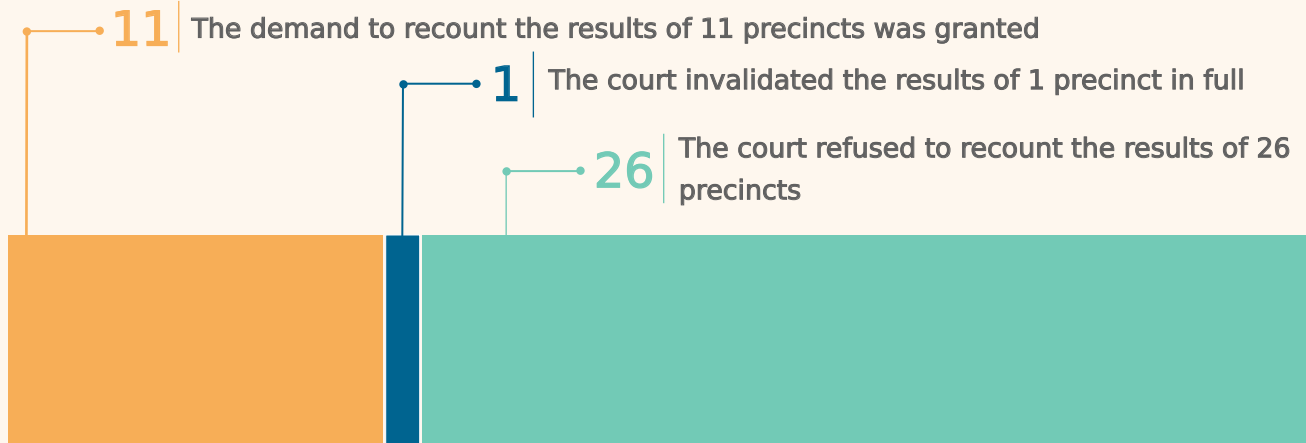 11 The demand to recount the results of 11 precincts was granted
1 The court invalidated the results of 1 precinct in full
26 The court refused to recount the results of 26
precincts